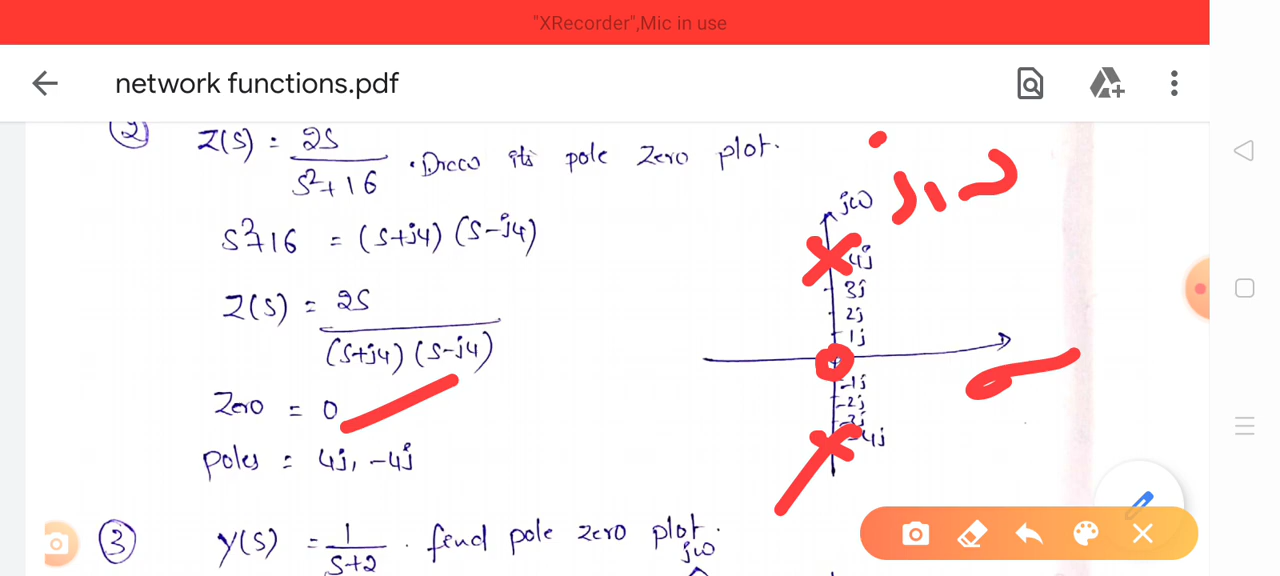 "XRecorder",Mic in use
network functions.pdf
(2) Z(s) = 2s / s²+16 . Draw its pole zero plot.
s²+16 = (s+j4) (s-j4)
Z(s) = 2s / (s+j4) (s-j4)
Zero = 0
poles = 4j, -4j
jω
4j
3j
2j
1j
-1j
-2j
-3j
-4j
(3) Y(s) = 1 / s+2 . find pole zero plot.
jω